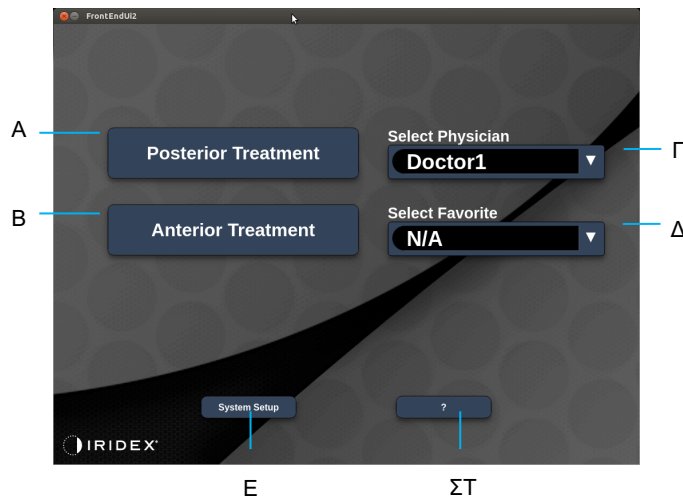 FrontEndUi2
Α
Posterior Treatment
Select Physician
Doctor1
▼
Γ
Β
Anterior Treatment
Select Favorite
N/A
▼
Δ
System Setup
?
IRIDEX®
Ε
ΣΤ